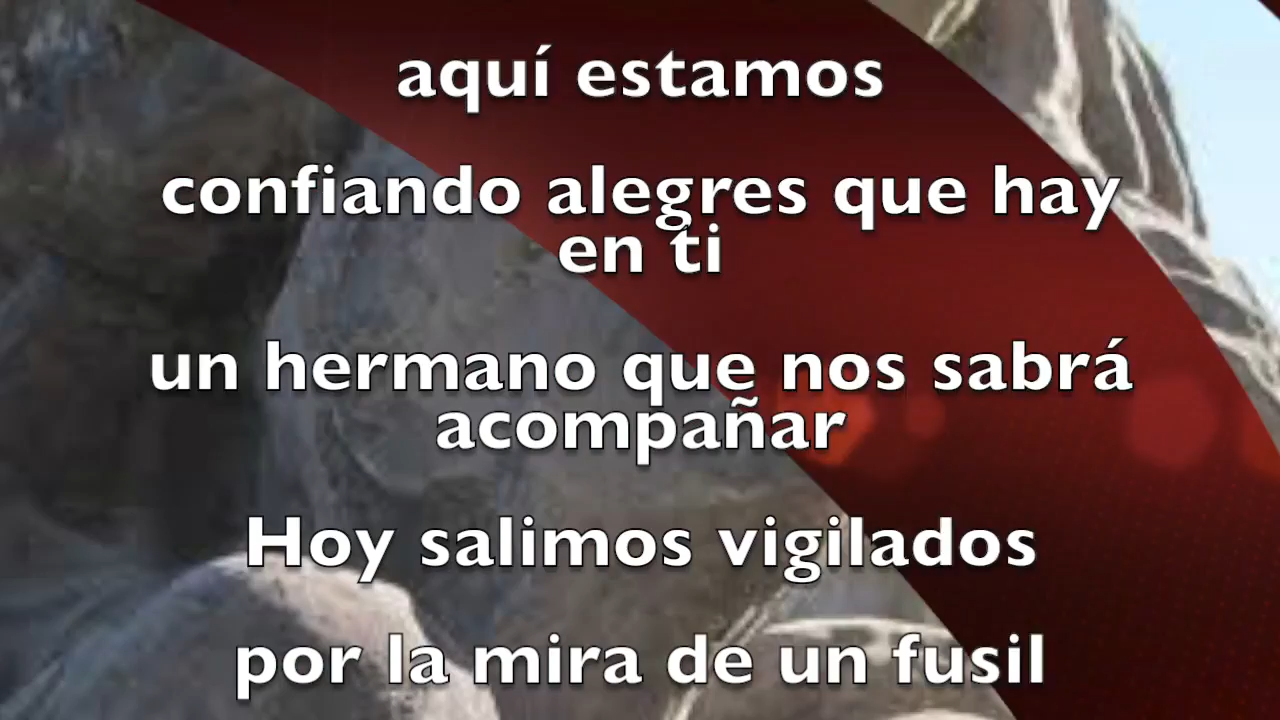 aquí estamos
confiando alegres que hay
en ti
un hermano que nos sabrá
acompañar
Hoy salimos vigilados
por la mira de un fusil